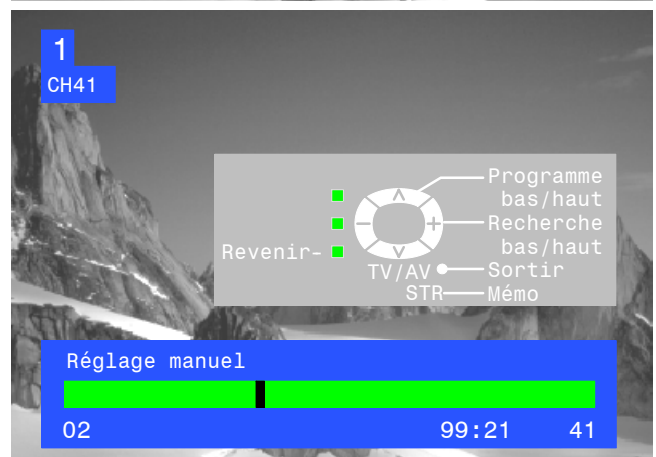 1
CH41
Programme
bas/haut
Recherche
bas/haut
Revenir-
TV/AV Sortir
STR Mémo
Réglage manuel
02 99:21 41